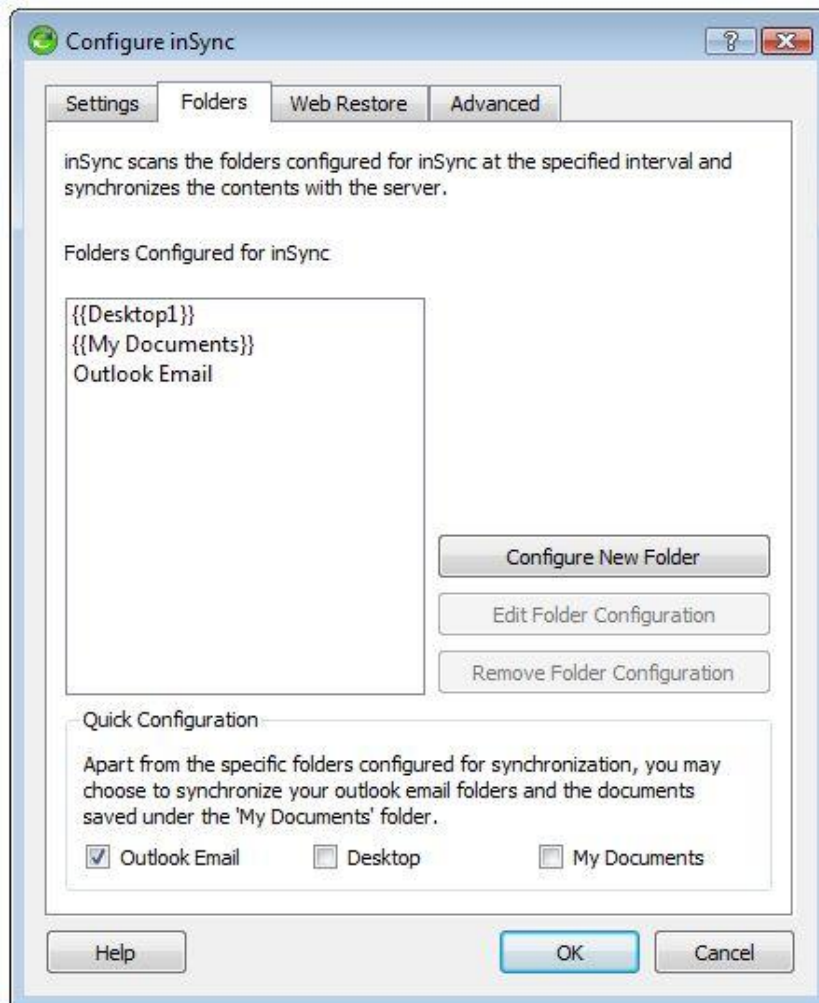 Configure inSync
?
Settings Folders Web Restore Advanced
inSync scans the folders configured for inSync at the specified interval and
synchronizes the contents with the server.
Folders Configured for inSync
{{Desktop1}}
{{My Documents}}
Outlook Email
Configure New Folder
Edit Folder Configuration
Remove Folder Configuration
Quick Configuration
Apart from the specific folders configured for synchronization, you may
choose to synchronize your outlook email folders and the documents
saved under the 'My Documents' folder.
Outlook Email Desktop My Documents
Help OK Cancel